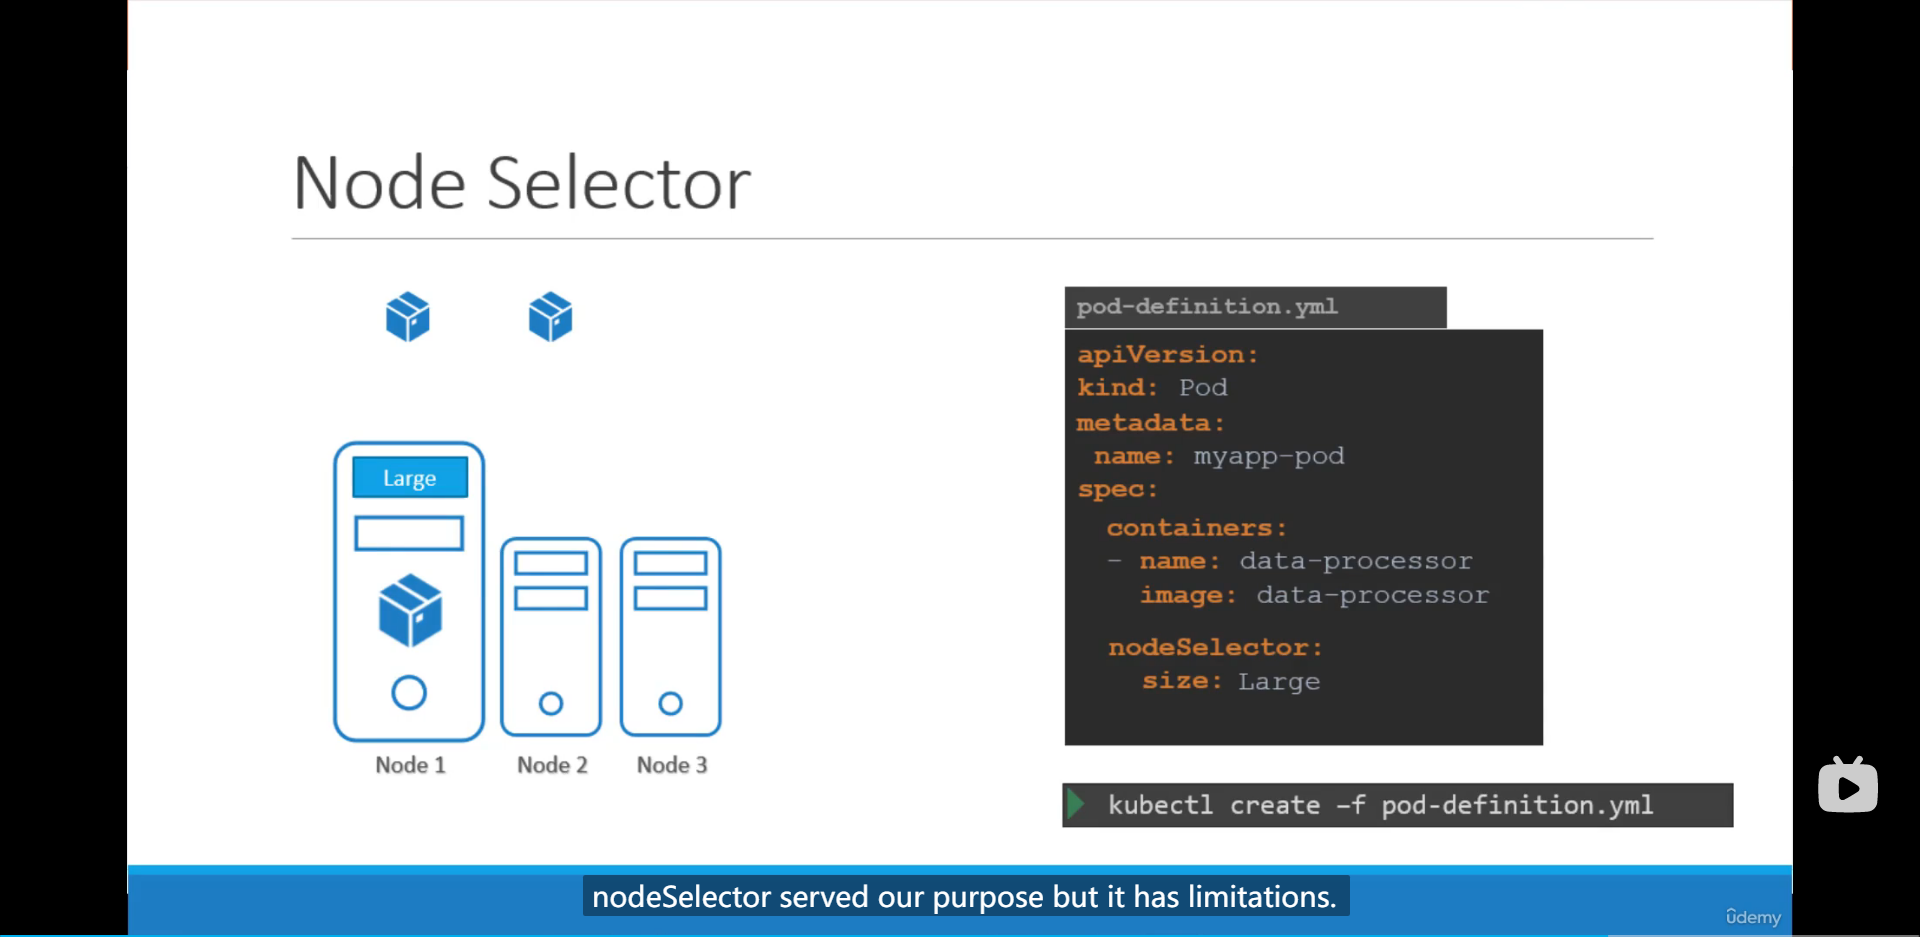 Node Selector
Large
Node 1
Node 2
Node 3
pod-definition.yml
apiVersion:
kind: Pod
metadata:
name: myapp-pod
spec:
containers:
- name: data-processor
image: data-processor
nodeSelector:
size: Large
kubectl create –f pod-definition.yml
nodeSelector served our purpose but it has limitations.
ûdemy